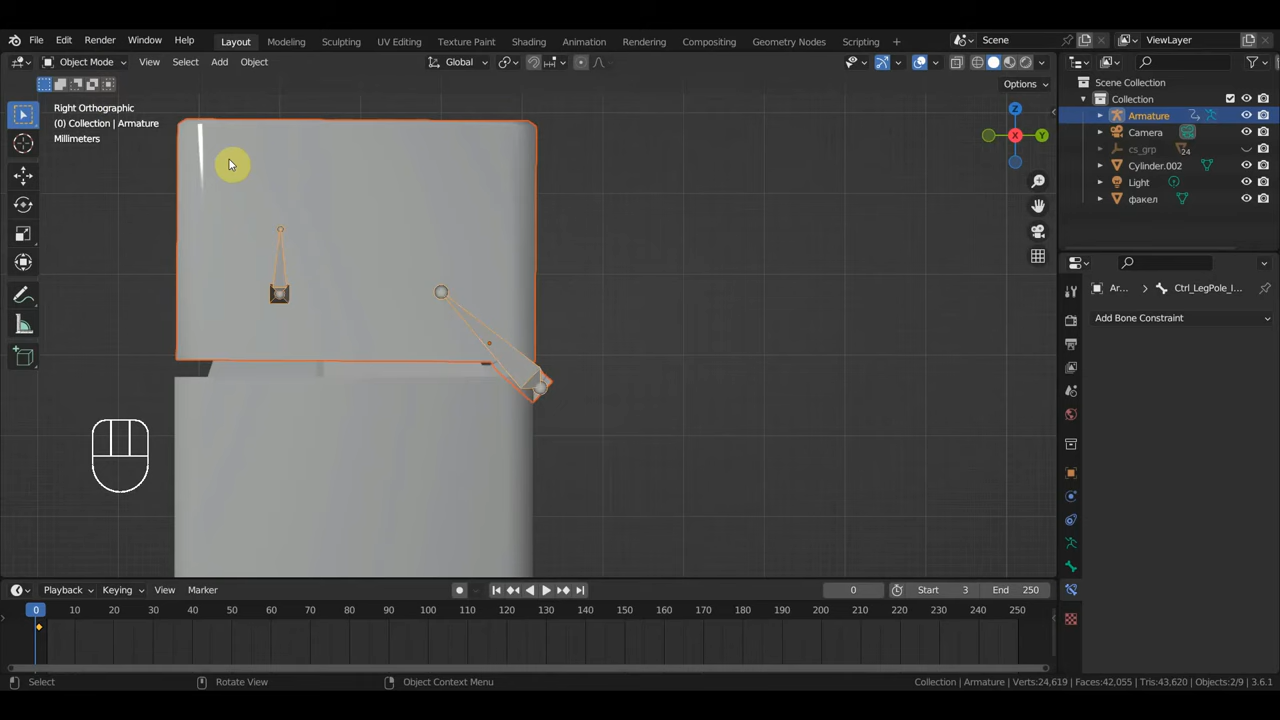 File Edit Render Window Help Layout Modeling Sculpting UV Editing Texture Paint Shading Animation Rendering Compositing Geometry Nodes Scripting Scene ViewLayer
Object Mode View Select Add Object Global
Options
Right Orthographic
(0) Collection | Armature
Millimeters
Z
X
Y
Scene Collection
Collection
Armature
Camera
cs_grp
24
Cylinder.002
Light
факел
Ar... Ctrl_LegPole_l...
Add Bone Constraint
Playback Keying View Marker 0 Start 3 End 250
0 10 20 30 40 50 60 70 80 90 100 110 120 130 140 150 160 170 180 190 200 210 220 230 240 250
Select Rotate View Object Context Menu Collection | Armature | Verts:24,619 | Faces:42,055 | Tris:43,620 | Objects:2/9 | 3.6.1